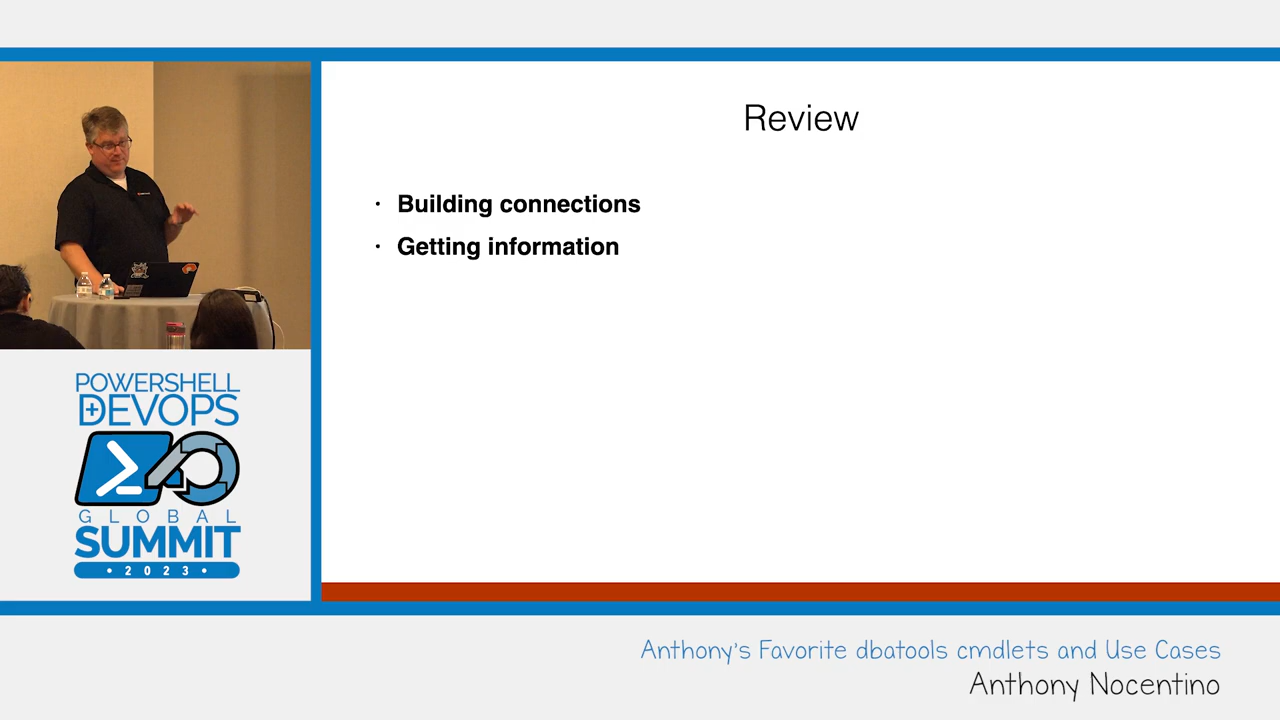 Review
· Building connections
· Getting information
POWERSHELL
+DEVOPS
GLOBAL
SUMMIT
• 2023 •
Anthony's Favorite dbatools cmdlets and Use Cases
Anthony Nocentino